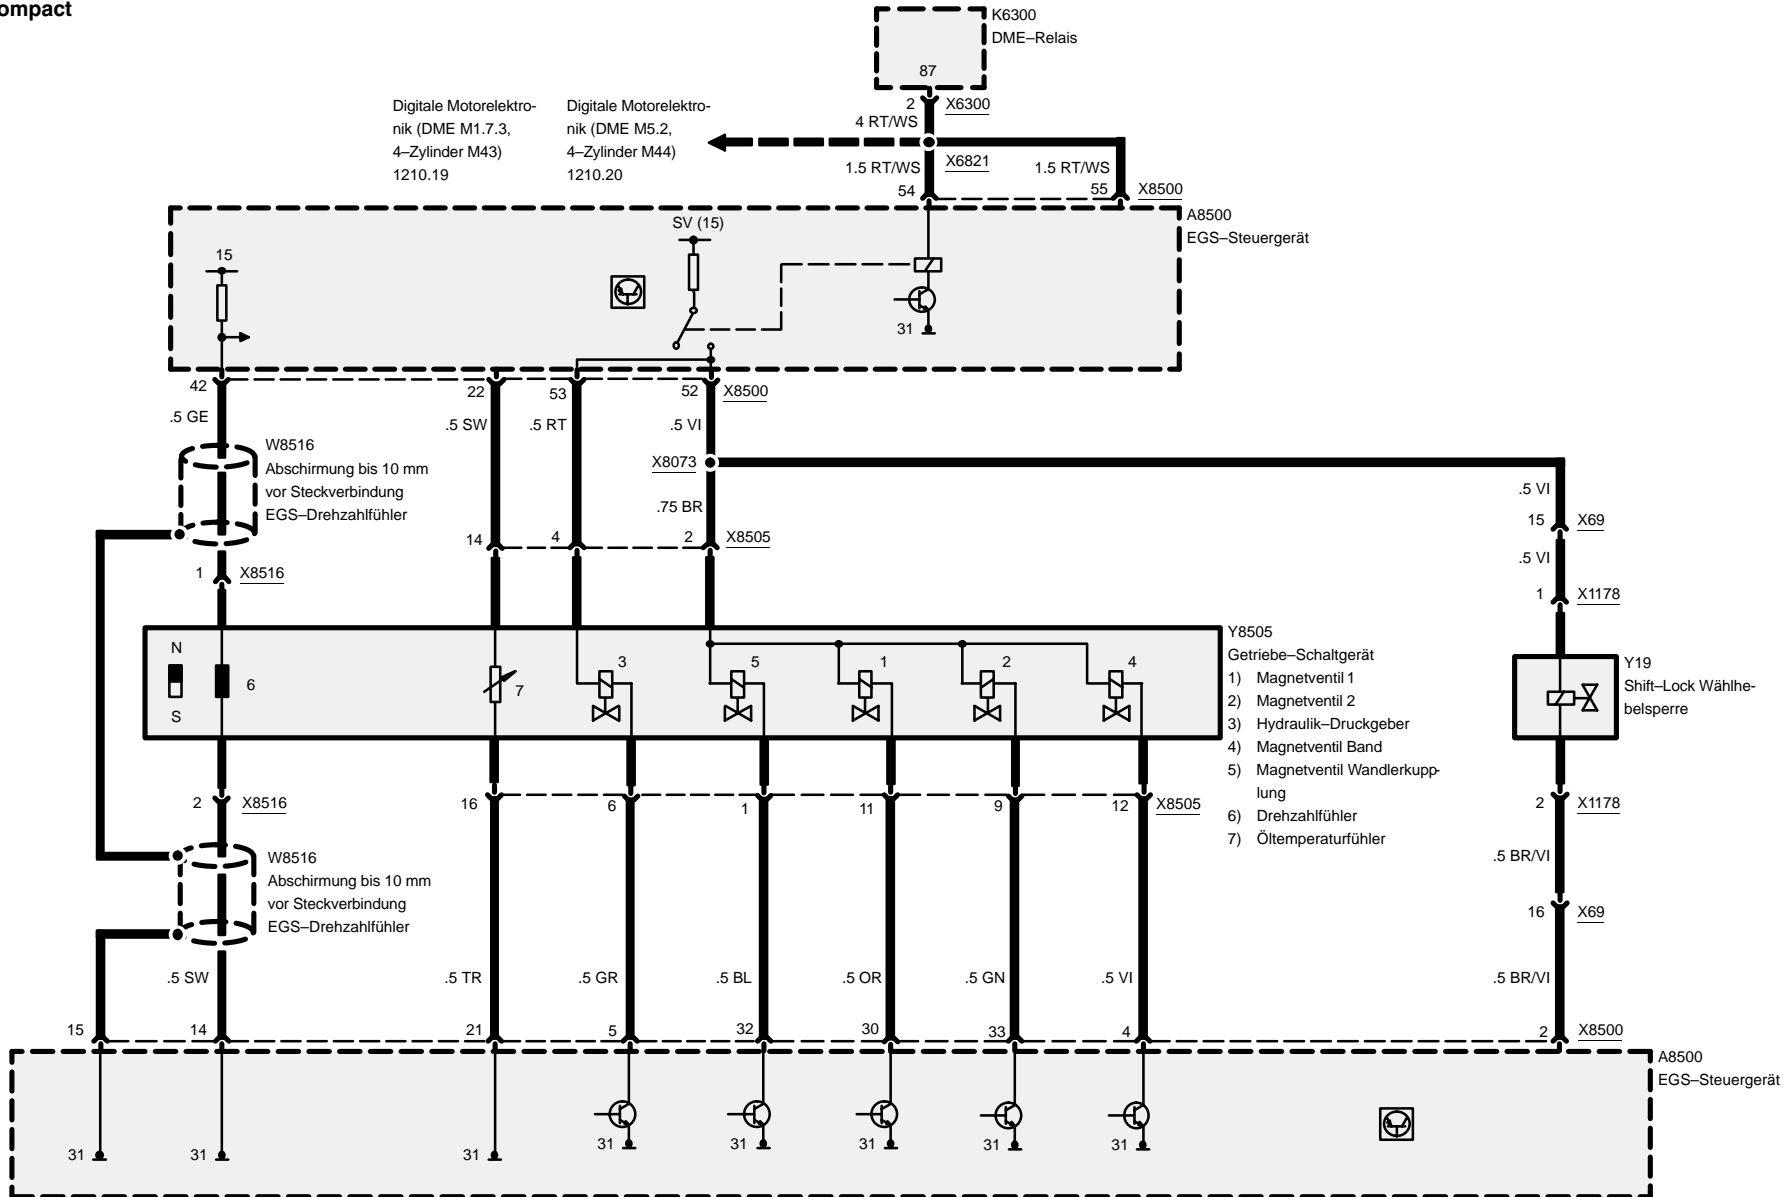 ompact
K6300
DME–Relais
87
2
X6300
4 RT/WS
Digitale Motorelektro-
nik (DME M1.7.3,
4–Zylinder M43)
1210.19
Digitale Motorelektro-
nik (DME M5.2,
4–Zylinder M44)
1210.20
X6821
1.5 RT/WS
1.5 RT/WS
54
55
X8500
A8500
EGS–Steuergerät
15
SV (15)
31
42
22
53
52
X8500
.5 GE
.5 SW
.5 RT
.5 VI
W8516
Abschirmung bis 10 mm
vor Steckverbindung
EGS–Drehzahlfühler
X8073
.75 BR
.5 VI
15
X69
14
4
2
X8505
.5 VI
1
X8516
1
X1178
N
S
6
7
3
5
1
2
4
Y8505
Getriebe–Schaltgerät
1) Magnetventil 1
2) Magnetventil 2
3) Hydraulik–Druckgeber
4) Magnetventil Band
5) Magnetventil Wandlerkupp-
lung
6) Drehzahlfühler
7) Öltemperaturfühler
Y19
Shift–Lock Wählhe-
belsperre
2
X8516
16
6
1
11
9
12
X8505
2
X1178
W8516
Abschirmung bis 10 mm
vor Steckverbindung
EGS–Drehzahlfühler
.5 BR/VI
16
X69
.5 SW
.5 TR
.5 GR
.5 BL
.5 OR
.5 GN
.5 VI
.5 BR/VI
15
14
21
5
32
30
33
4
2
X8500
A8500
EGS–Steuergerät
31
31
31
31
31
31
31
31